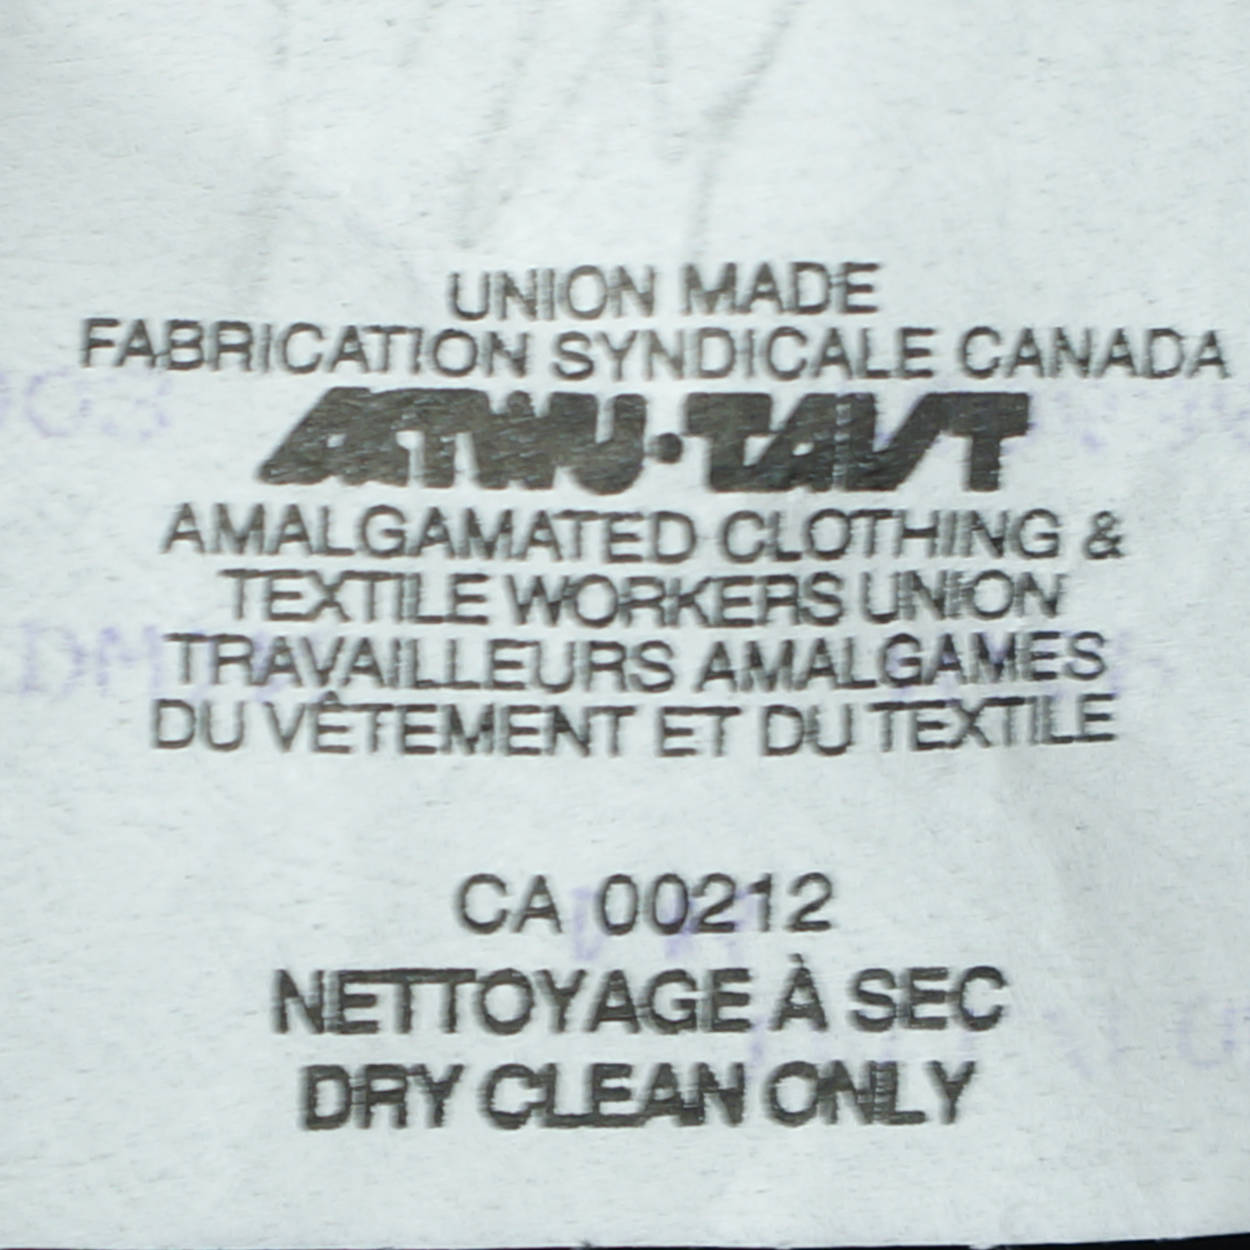 UNION MADE
FABRICATION SYNDICALE CANADA
ACTWU·TAVT
AMALGAMATED CLOTHING &
TEXTILE WORKERS UNION
TRAVAILLEURS AMALGAMES
DU VÊTEMENT ET DU TEXTILE
CA 00212
NETTOYAGE À SEC
DRY CLEAN ONLY